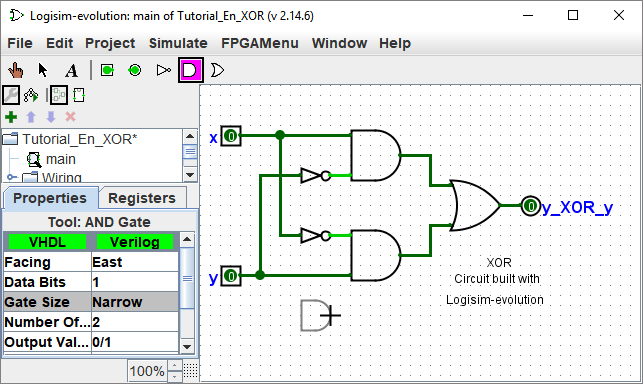 Logisim-evolution: main of Tutorial_En_XOR (v 2.14.6)
File Edit Project Simulate FPGAMenu Window Help
A
Tutorial_En_XOR*
main
Wiring
Properties Registers
Tool: AND Gate
VHDL Verilog
Facing East
Data Bits 1
Gate Size Narrow
Number Of... 2
Output Val... 0/1
100%
x 0
y 0
0 y_XOR_y
XOR
Circuit built with
Logisim-evolution